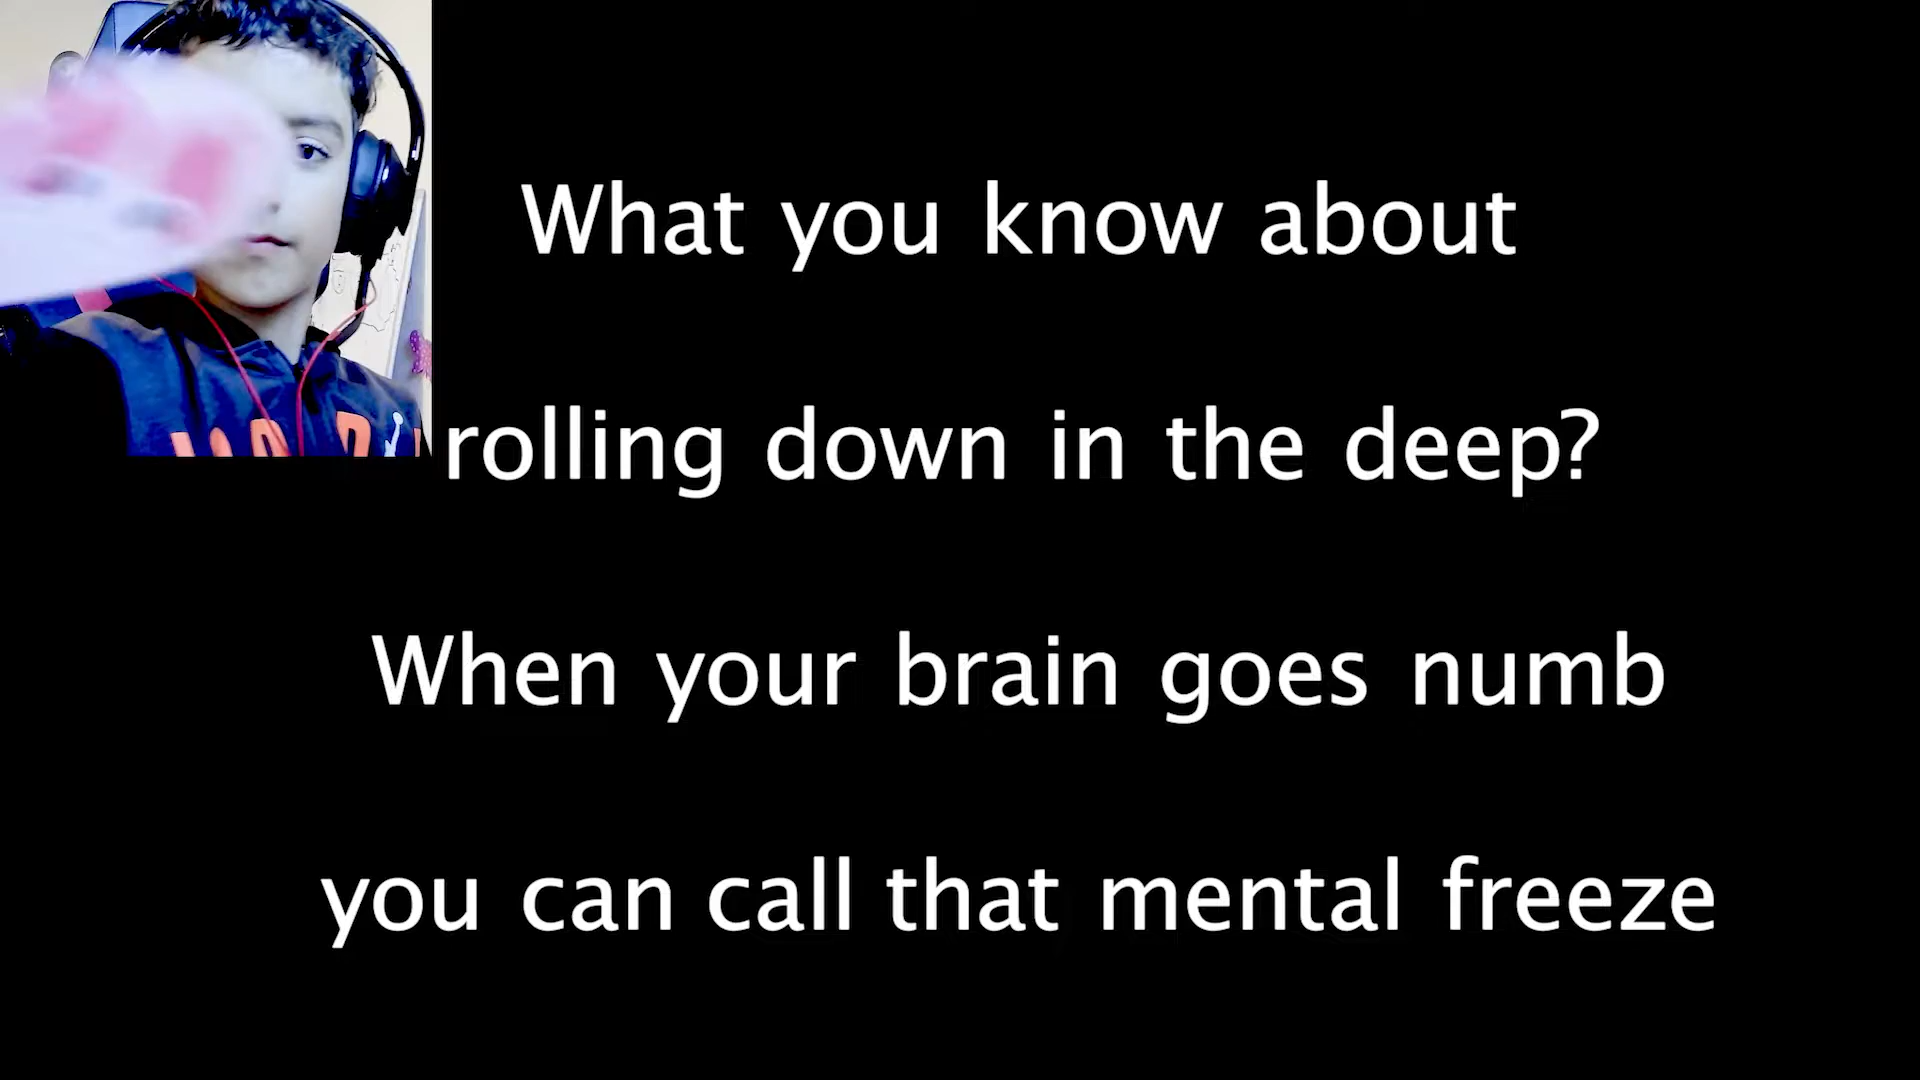 What you know about
rolling down in the deep?
When your brain goes numb
you can call that mental freeze